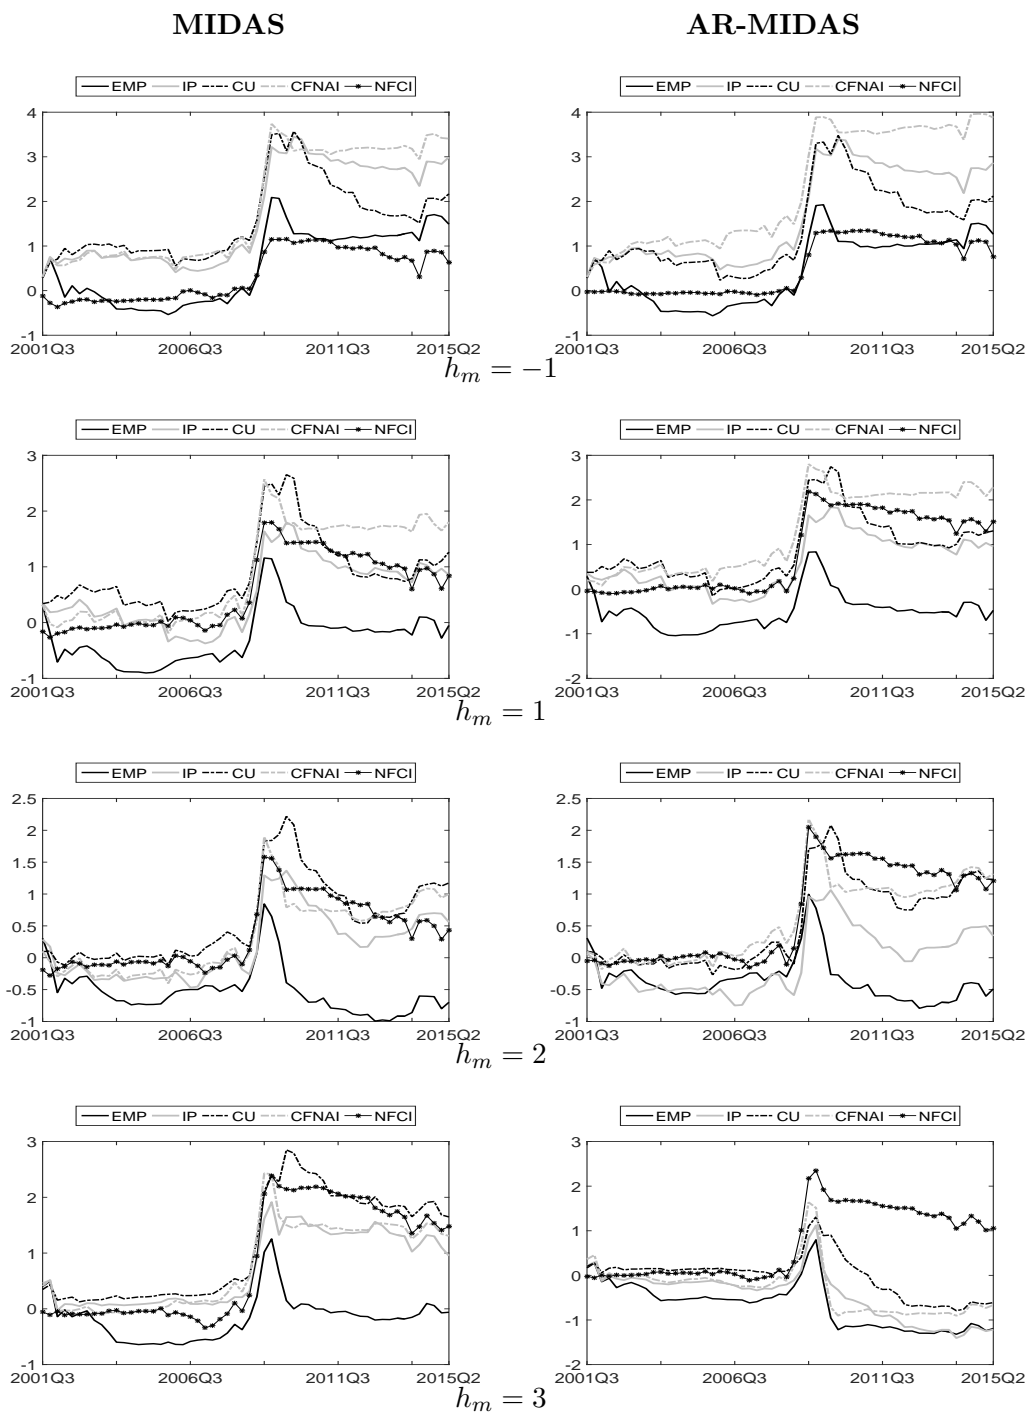 MIDAS AR-MIDAS
EMP IP CU CFNAI NFCI EMP IP CU CFNAI NFCI
4 4
3 3
2 2
1 1
0 0
-1 -1
2001Q3 2006Q3 2011Q3 2015Q2 2001Q3 2006Q3 2011Q3 2015Q2
h_m = −1
EMP IP CU CFNAI NFCI EMP IP CU CFNAI NFCI
3 3
2 2
1 1
0 0
-1 -1
-2
2001Q3 2006Q3 2011Q3 2015Q2 2001Q3 2006Q3 2011Q3 2015Q2
h_m = 1
EMP IP CU CFNAI NFCI EMP IP CU CFNAI NFCI
2.5 2.5
2 2
1.5 1.5
1 1
0.5 0.5
0 0
-0.5 -0.5
-1 -1
2001Q3 2006Q3 2011Q3 2015Q2 2001Q3 2006Q3 2011Q3 2015Q2
h_m = 2
EMP IP CU CFNAI NFCI EMP IP CU CFNAI NFCI
3 3
2 2
1 1
0 0
-1 -1
-2
2001Q3 2006Q3 2011Q3 2015Q2 2001Q3 2006Q3 2011Q3 2015Q2
h_m = 3